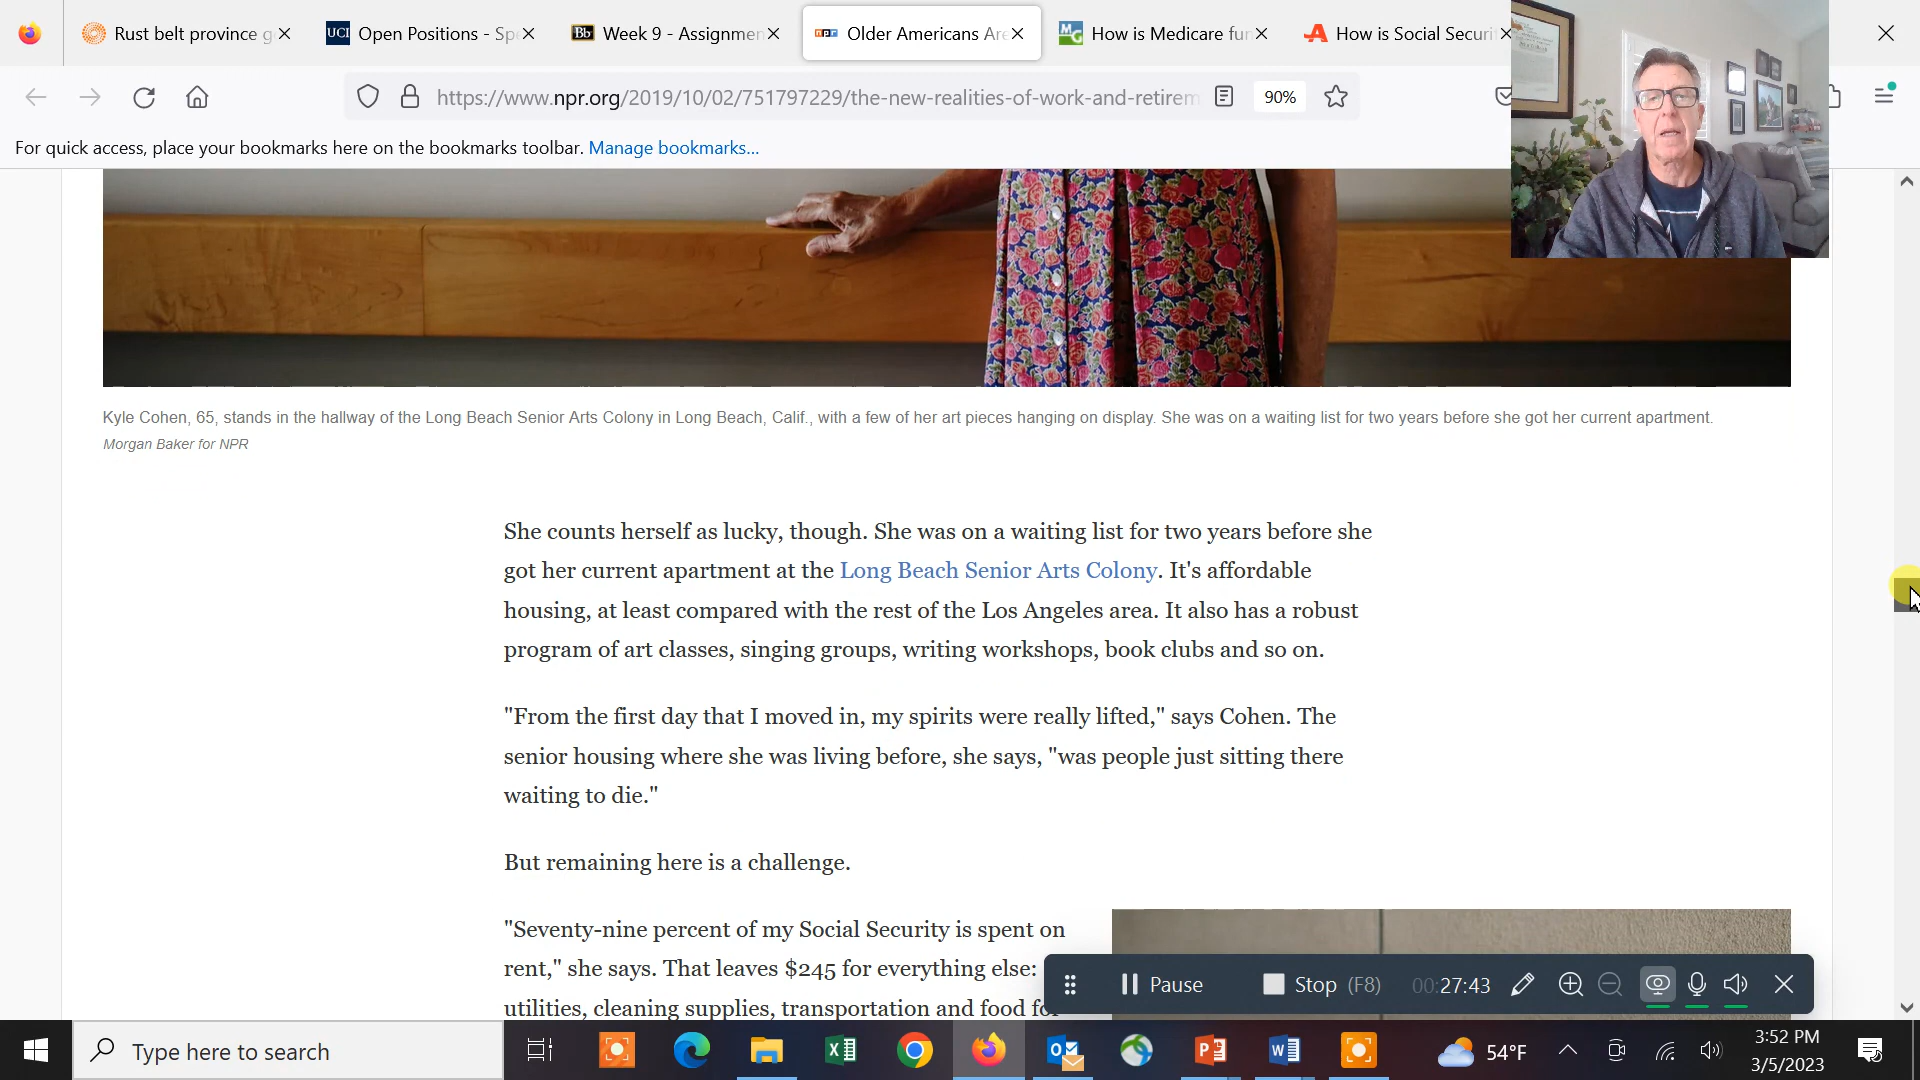 Rust belt province g
UCI Open Positions - Sp
Bb Week 9 - Assignmen
npr Older Americans Are
MG How is Medicare fun
How is Social Securi
https://www.npr.org/2019/10/02/751797229/the-new-realities-of-work-and-retirem
90%
For quick access, place your bookmarks here on the bookmarks toolbar. Manage bookmarks...
Kyle Cohen, 65, stands in the hallway of the Long Beach Senior Arts Colony in Long Beach, Calif., with a few of her art pieces hanging on display. She was on a waiting list for two years before she got her current apartment.
Morgan Baker for NPR
She counts herself as lucky, though. She was on a waiting list for two years before she
got her current apartment at the Long Beach Senior Arts Colony. It's affordable
housing, at least compared with the rest of the Los Angeles area. It also has a robust
program of art classes, singing groups, writing workshops, book clubs and so on.
"From the first day that I moved in, my spirits were really lifted," says Cohen. The
senior housing where she was living before, she says, "was people just sitting there
waiting to die."
But remaining here is a challenge.
"Seventy-nine percent of my Social Security is spent on
rent," she says. That leaves $245 for everything else:
utilities, cleaning supplies, transportation and food for
Pause
Stop (F8)
00:27:43
Type here to search
54°F
3:52 PM
3/5/2023